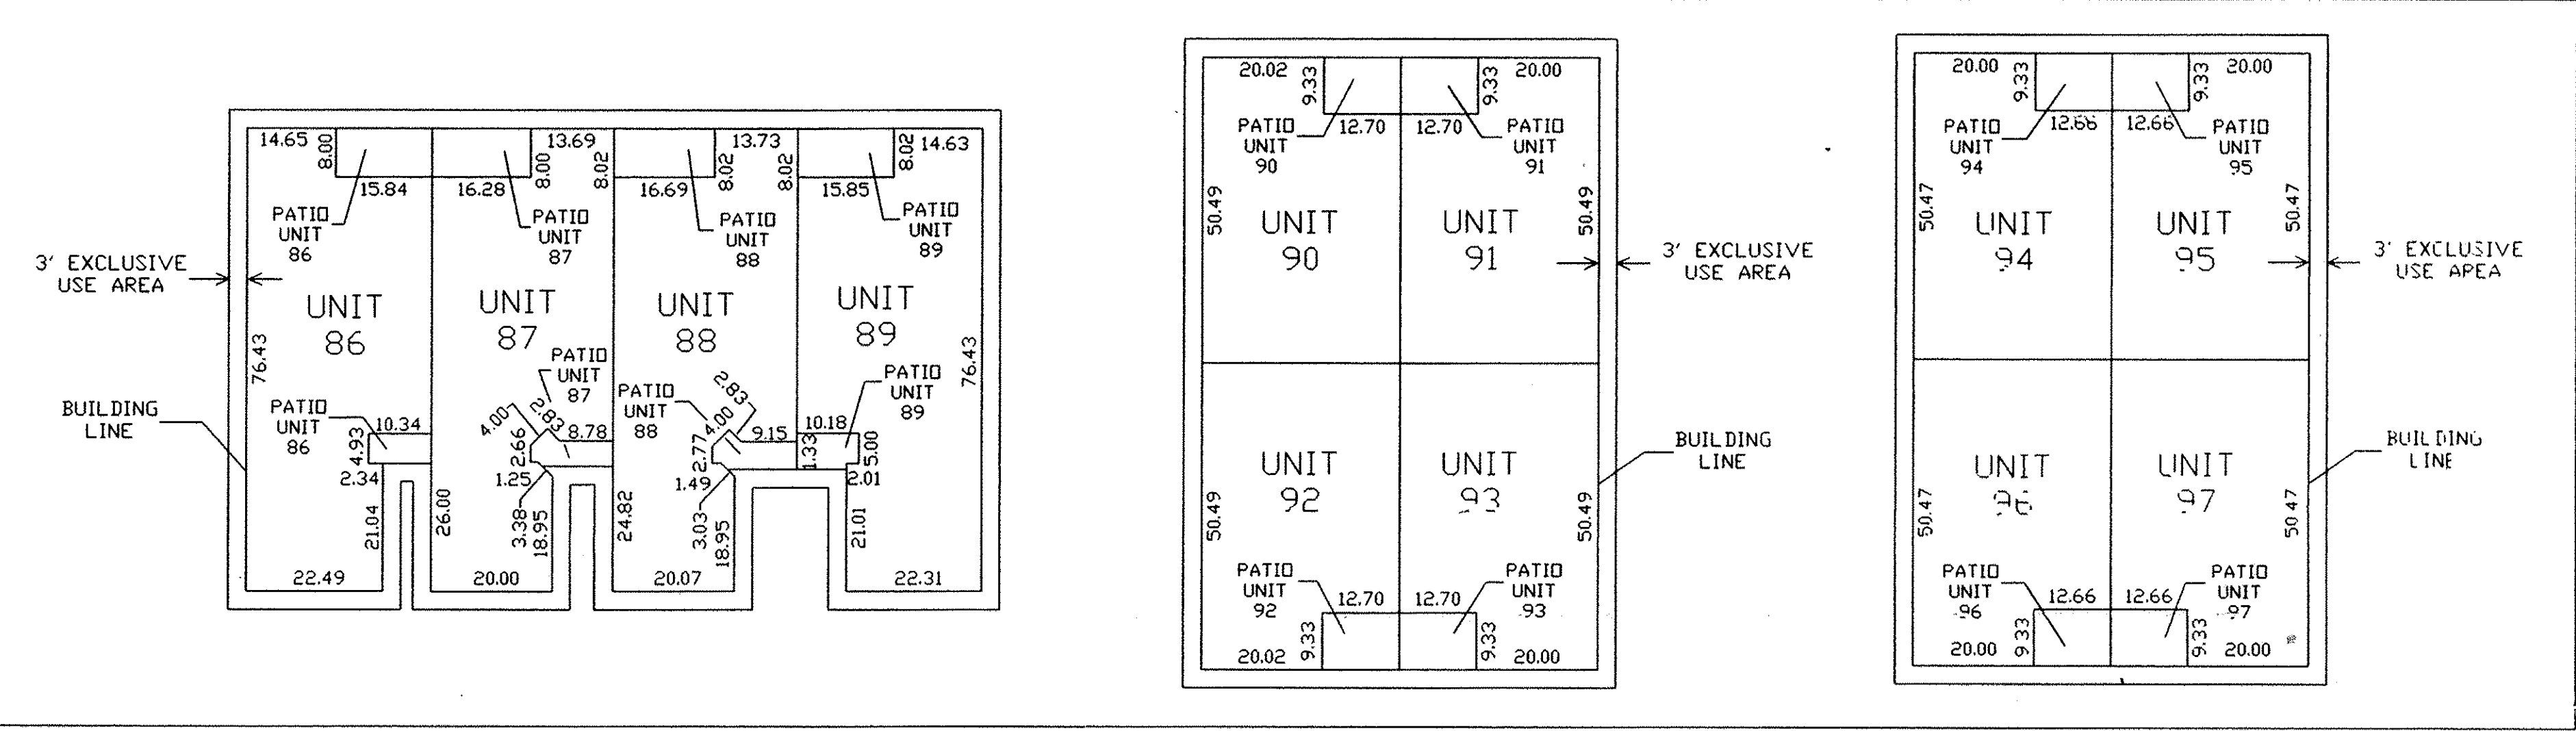 14.65
8.00
15.84
16.28
8.00
13.69
8.02
16.69
8.02
13.73
8.02
15.85
8.02
14.63
PATIO
UNIT
86
PATIO
UNIT
87
PATIO
UNIT
88
PATIO
UNIT
89
3' EXCLUSIVE
USE AREA
UNIT
86
UNIT
87
UNIT
88
UNIT
89
76.43
76.43
BUILDING
LINE
PATIO
UNIT
86
4.93
10.34
2.34
21.04
22.49
26.00
PATIO
UNIT
87
4.00
2.83
8.78
2.66
1.25
3.38
18.95
20.00
24.82
PATIO
UNIT
88
2.83
4.00
9.15
2.77
1.49
3.03
18.95
20.07
PATIO
UNIT
89
10.18
1.33
5.00
2.01
21.01
22.31
20.02
9.33
12.70
12.70
9.33
20.00
PATIO
UNIT
90
PATIO
UNIT
91
50.49
50.49
UNIT
90
UNIT
91
3' EXCLUSIVE
USE AREA
UNIT
92
UNIT
93
50.49
50.49
BUILDING
LINE
PATIO
UNIT
92
PATIO
UNIT
93
12.70
12.70
20.02
9.33
9.33
20.00
20.00
9.33
12.66
12.66
9.33
20.00
PATIO
UNIT
94
PATIO
UNIT
95
50.47
50.47
UNIT
94
UNIT
95
3' EXCLUSIVE
USE AREA
UNIT
96
UNIT
97
50.47
50.47
BUILDING
LINE
PATIO
UNIT
96
PATIO
UNIT
97
12.66
12.66
20.00
9.33
9.33
20.00